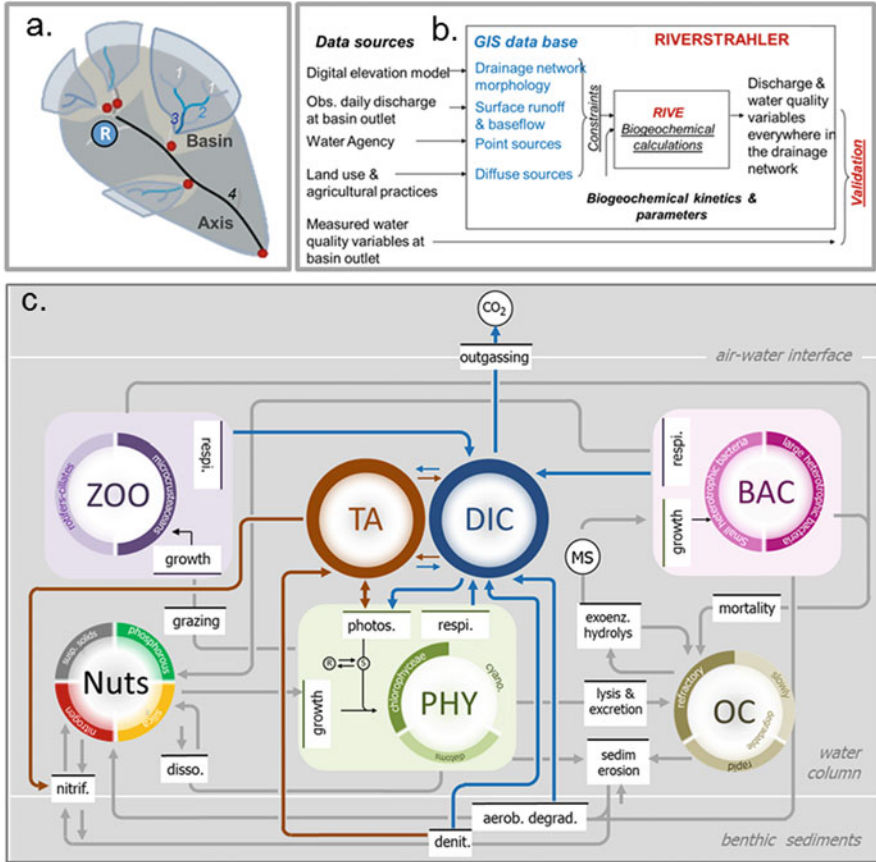 a.
1
1
3
2
R
Basin
4
Axis
b.
Data sources
GIS data base
RIVERSTRAHLER
Digital elevation model
Drainage network
morphology
Obs. daily discharge
at basin outlet
Surface runoff
& baseflow
Water Agency
Point sources
Land use &
agricultural practices
Diffuse sources
Constraints
RIVE
Biogeochemical
calculations
Discharge &
water quality
variables
everywhere in
the drainage
network
Biogeochemical kinetics &
parameters
Measured water
quality variables at
basin outlet
Validation
c.
CO2
outgassing
air-water interface
ZOO
rotifers-ciliates
microcrustaceans
respi.
growth
TA
DIC
respi.
growth
BAC
Small heterotrophic bacteria
large heterotrophic bacteria
MS
grazing
photos.
respi.
exoenz.
hydrolys
mortality
Nuts
susp. solids
phosphorous
nitrogen
silica
R
S
growth
PHY
chlorophyceae
cyano.
diatoms
lysis &
excretion
OC
refractory
slowly
degradable
rapid
nitrif.
disso.
sedim
erosion
water
column
denit.
aerob. degrad.
benthic sediments